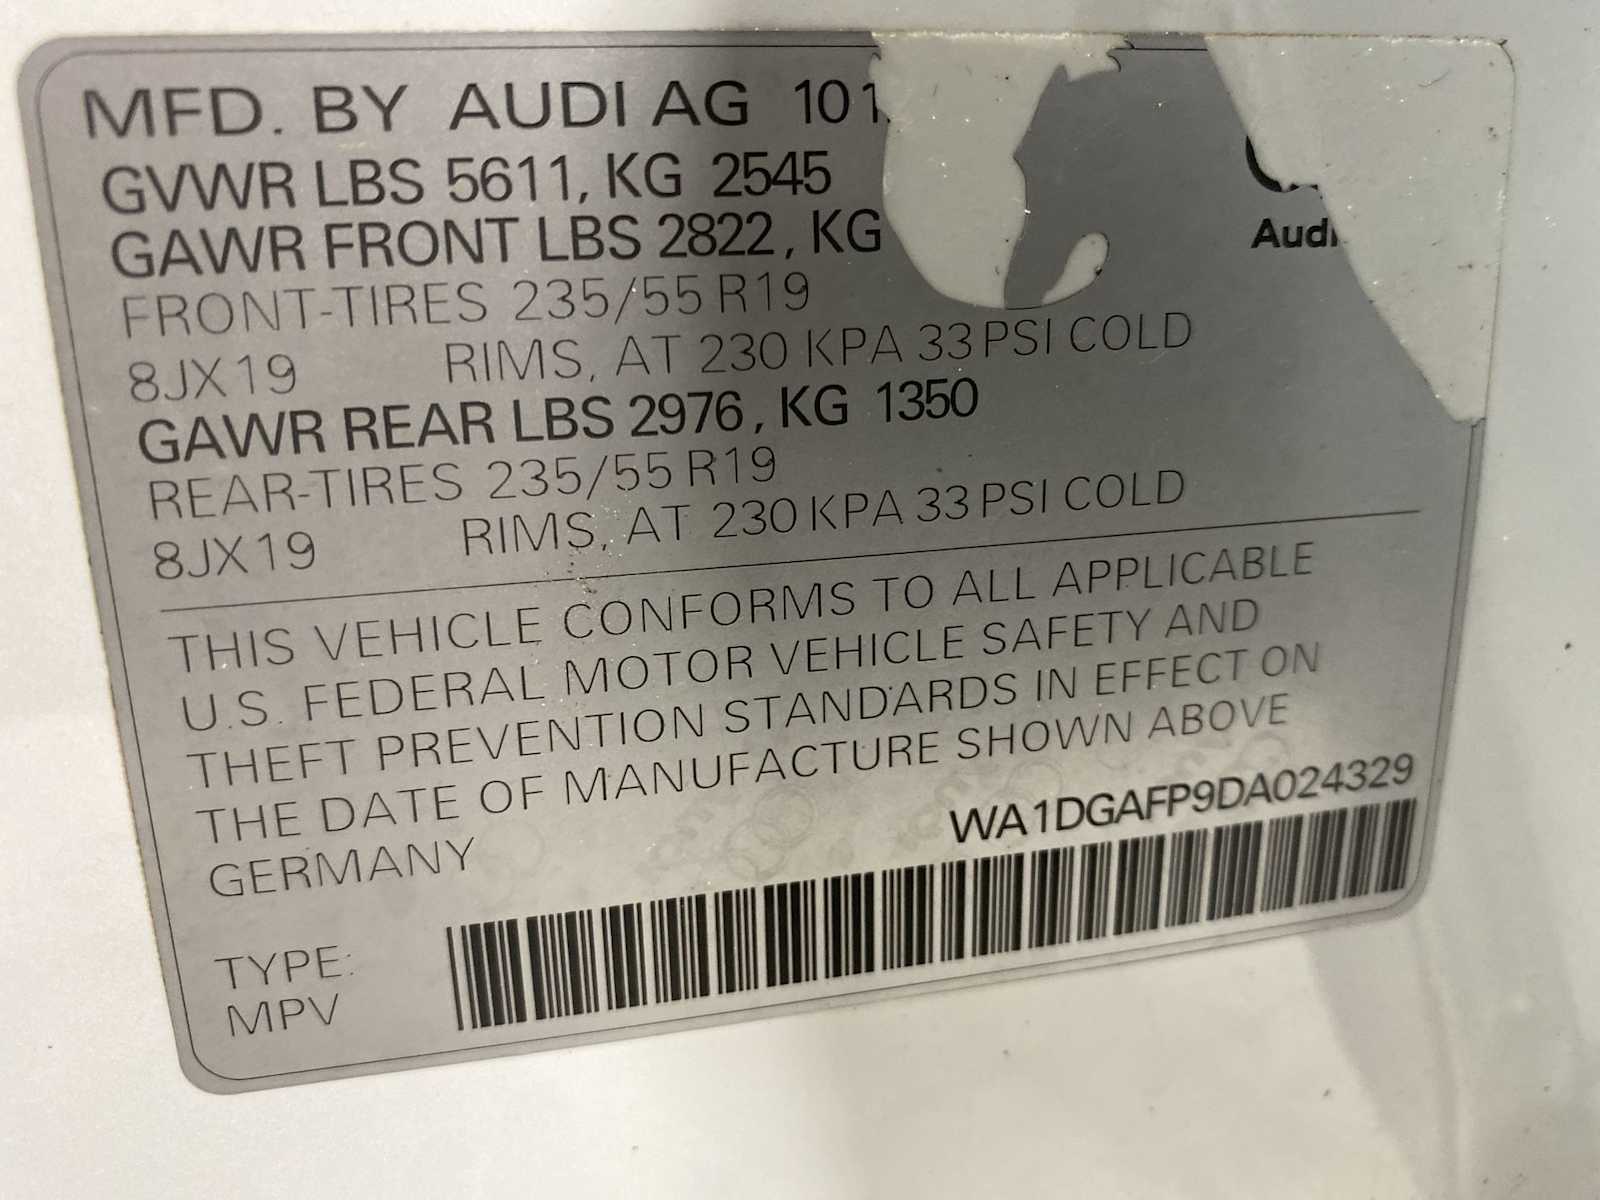 MFD. BY AUDI AG 10
GVWR LBS 5611, KG 2545
GAWR FRONT LBS 2822, KG
Audi
FRONT-TIRES 235/55 R19
8JX19 RIMS, AT 230 KPA 33 PSI COLD
GAWR REAR LBS 2976, KG 1350
REAR-TIRES 235/55 R19
8JX19 RIMS, AT 230 KPA 33 PSI COLD
THIS VEHICLE CONFORMS TO ALL APPLICABLE
U.S. FEDERAL MOTOR VEHICLE SAFETY AND
THEFT PREVENTION STANDARDS IN EFFECT ON
THE DATE OF MANUFACTURE SHOWN ABOVE
GERMANY
WA1DGAFP9DA024329
TYPE:
MPV